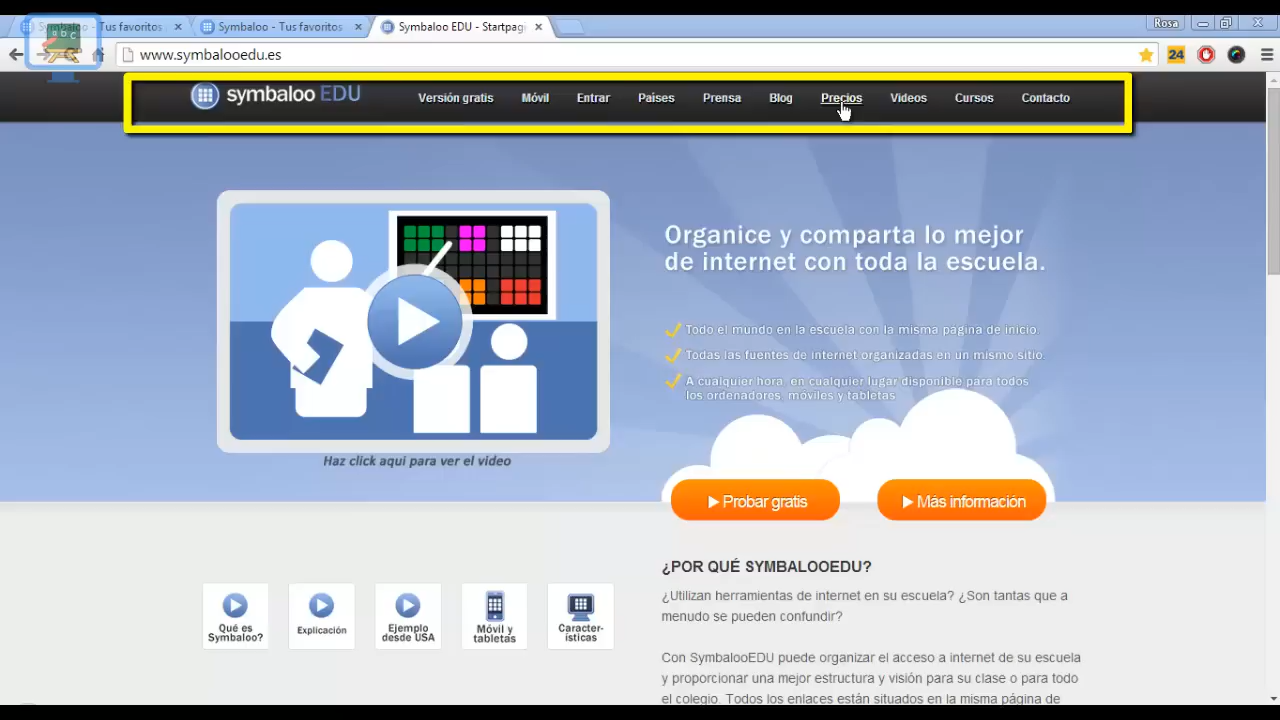 Symbaloo - Tus favoritos
Symbaloo - Tus favoritos
Symbaloo EDU - Startpag
Rosa
www.symbalooedu.es
24
ABC
symbaloo EDU
Versión gratis
Móvil
Entrar
Países
Prensa
Blog
Precios
Videos
Cursos
Contacto
Organice y comparta lo mejor
de internet con toda la escuela.
Todo el mundo en la escuela con la misma pagina de inicio.
Todas las fuentes de internet organizadas en un mismo sitio.
A cualquier hora, en cualquier lugar disponible para todos
los ordenadores, moviles y tabletas
Haz click aqui para ver el video
Probar gratis
Más información
¿POR QUÉ SYMBALOOEDU?
¿Utilizan herramientas de internet en su escuela? ¿Son tantas que a
menudo se pueden confundir?
Qué es
Symbaloo?
Explicación
Ejemplo
desde USA
Móvil y
tabletas
Caracter-
ísticas
Con SymbalooEDU puede organizar el acceso a internet de su escuela
y proporcionar una mejor estructura y visión para su clase o para todo
el colegio. Todos los enlaces están situados en la misma página de